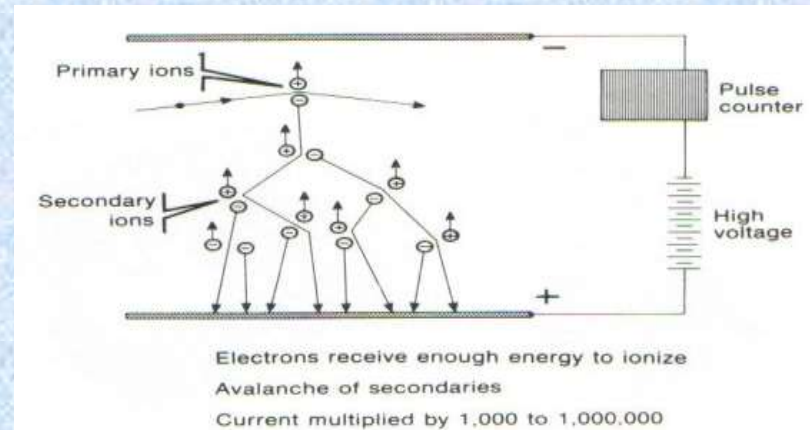 −
Primary ions
Pulse
counter
Secondary
ions
High
voltage
+
Electrons receive enough energy to ionize
Avalanche of secondaries
Current multiplied by 1,000 to 1,000.000